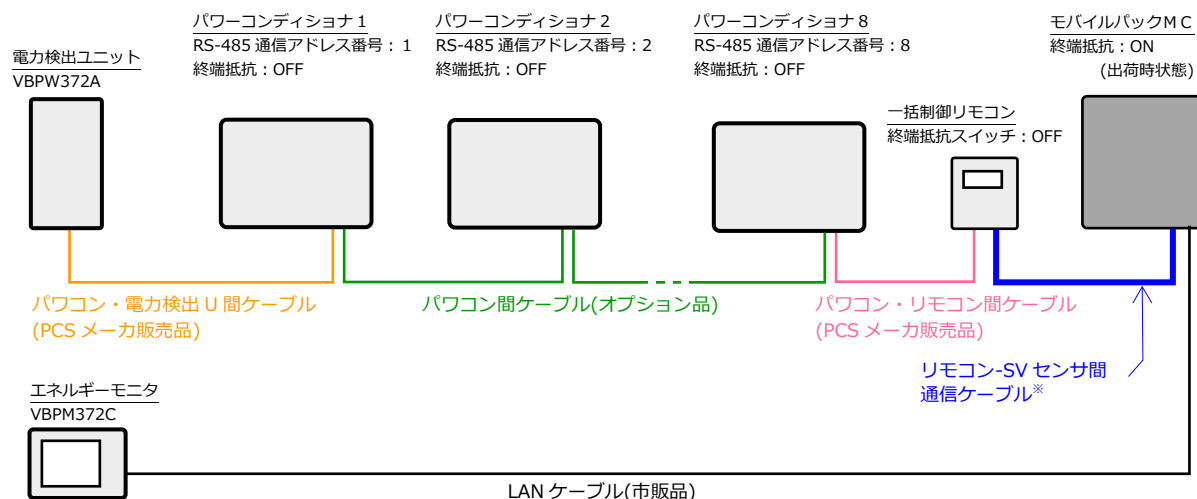 電力検出ユニット
VBPW372A
パワーコンディショナ 1
RS-485 通信アドレス番号：1
終端抵抗：OFF
パワーコンディショナ 2
RS-485 通信アドレス番号：2
終端抵抗：OFF
パワーコンディショナ 8
RS-485 通信アドレス番号：8
終端抵抗：OFF
モバイルパックＭＣ
終端抵抗：ON
(出荷時状態)
一括制御リモコン
終端抵抗スイッチ：OFF
パワコン・電力検出 U 間ケーブル
(PCS メーカ販売品)
パワコン間ケーブル(オプション品)
パワコン・リモコン間ケーブル
(PCS メーカ販売品)
リモコン-SV センサ間
通信ケーブル※
エネルギーモニタ
VBPM372C
LAN ケーブル(市販品)